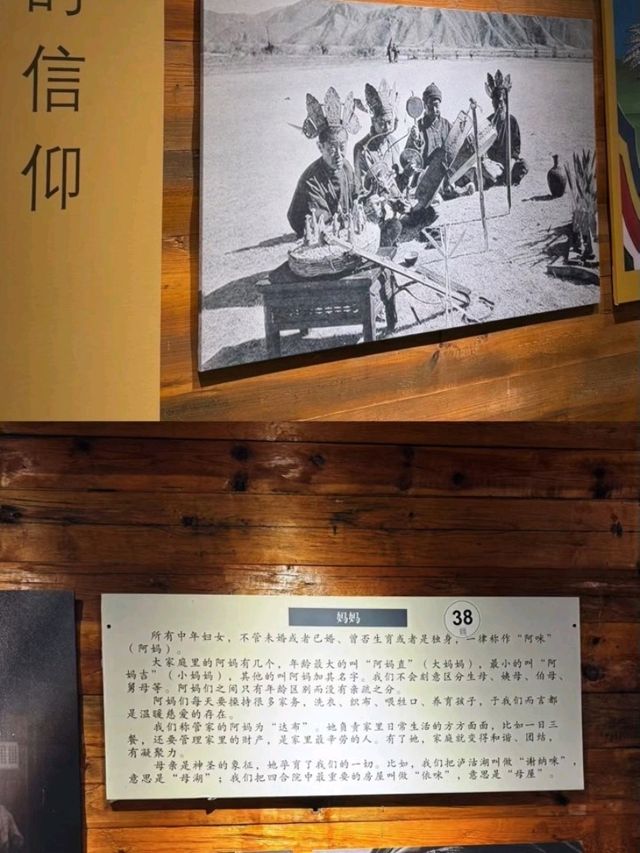 的
信
仰
妈妈
38
所有中年妇女，不管未婚或者已婚、曾否生育或者是独身，一律称作“阿咪”
（阿妈）。
大家庭里的阿妈有几个，年龄最大的叫“阿妈直”（大妈妈），最小的叫“阿
妈吉”（小妈妈），其他的叫阿妈加其名字。我们不会刻意区分生母、姨母、伯母、
舅母等。阿妈们之间只有年龄区别而没有亲疏之分。
阿妈们每天要操持很多家务，洗衣、织布、喂牲口、养育孩子，于我们而言都
是温暖慈爱的存在。
我们称管家的阿妈为“达布”。她负责家里日常生活的方方面面，比如一日三
餐，还要管理家里的财产，是家里最辛劳的人。有了她，家庭就变得和谐、团结，
有凝聚力。
母亲是神圣的象征，她孕育了我们的一切。比如，我们把泸沽湖叫做“谢纳咪”，
意思是“母湖”；我们把四合院中最重要的房屋叫做“依咪”，意思是“母屋”。